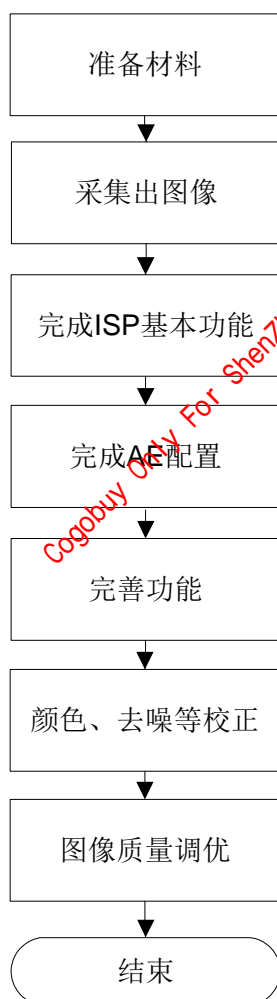 准备材料
采集出图像
完成ISP基本功能
完成AE配置
Cogobuy Only For
完善功能
颜色、去噪等校正
图像质量调优
结束